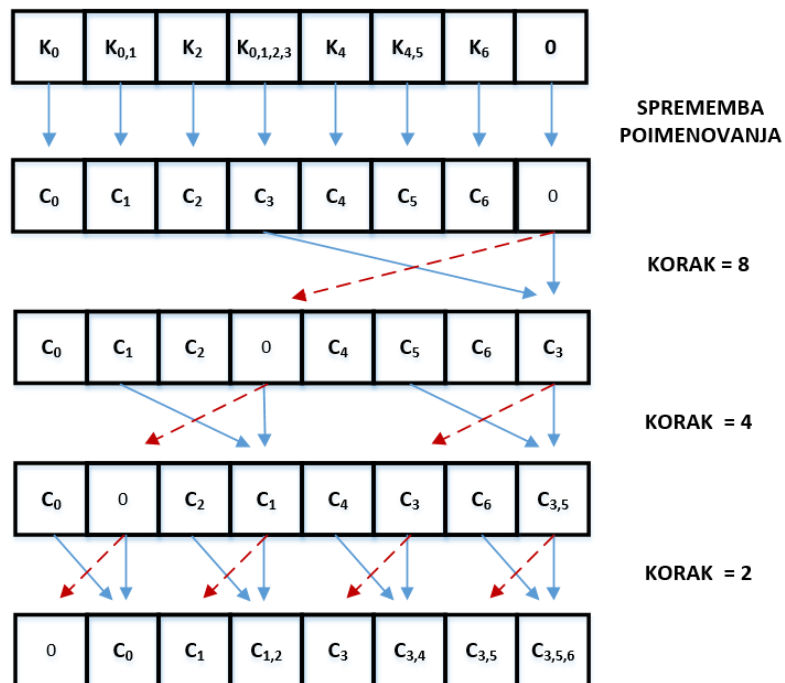 K₀ K₀,₁ K₂ K₀,₁,₂,₃ K₄ K₄,₅ K₆ 0
SPREMEMBA
POIMENOVANJA
C₀ C₁ C₂ C₃ C₄ C₅ C₆ 0
KORAK = 8
C₀ C₁ C₂ 0 C₄ C₅ C₆ C₃
KORAK = 4
C₀ 0 C₂ C₁ C₄ C₃ C₆ C₃,₅
KORAK = 2
0 C₀ C₁ C₁,₂ C₃ C₃,₄ C₃,₅ C₃,₅,₆